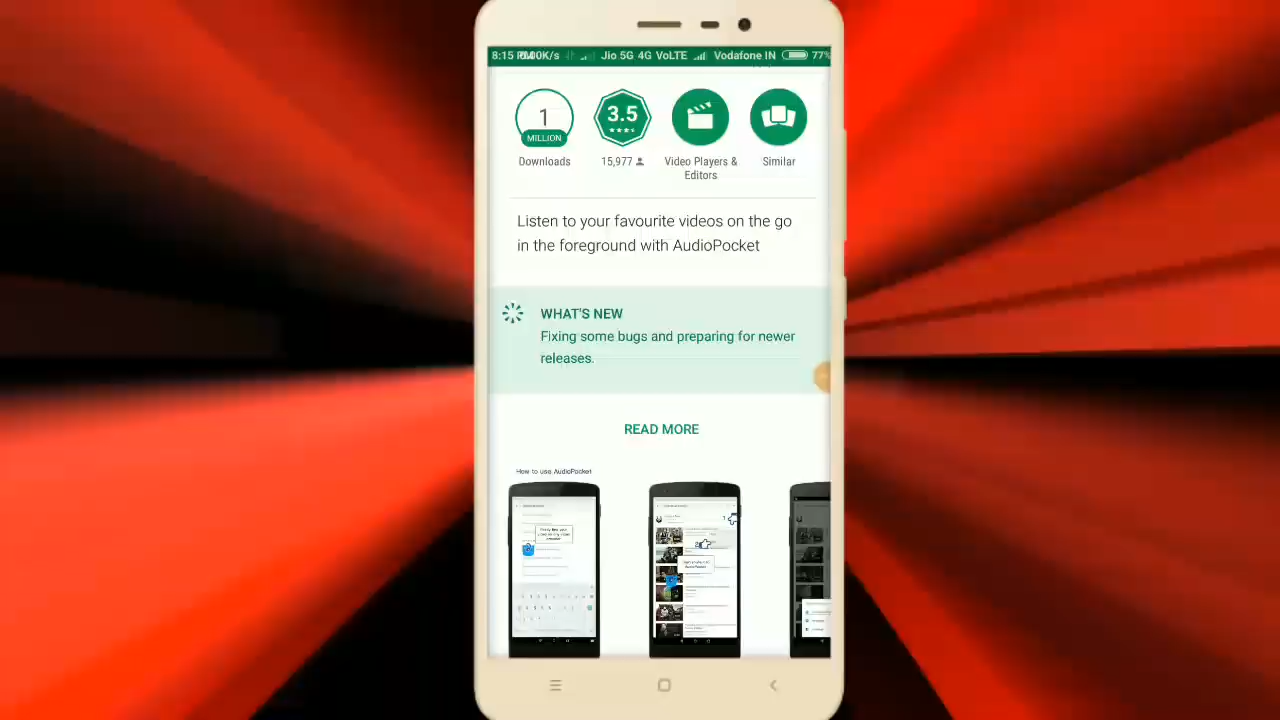 8:15 PM
0.00K/s
Jio 5G 4G VoLTE
Vodafone IN
77%
1
MILLION
Downloads
3.5
15,977
Video Players &
Editors
Similar
Listen to your favourite videos on the go
in the foreground with AudioPocket
WHAT'S NEW
Fixing some bugs and preparing for newer
releases.
READ MORE
How to use AudioPocket